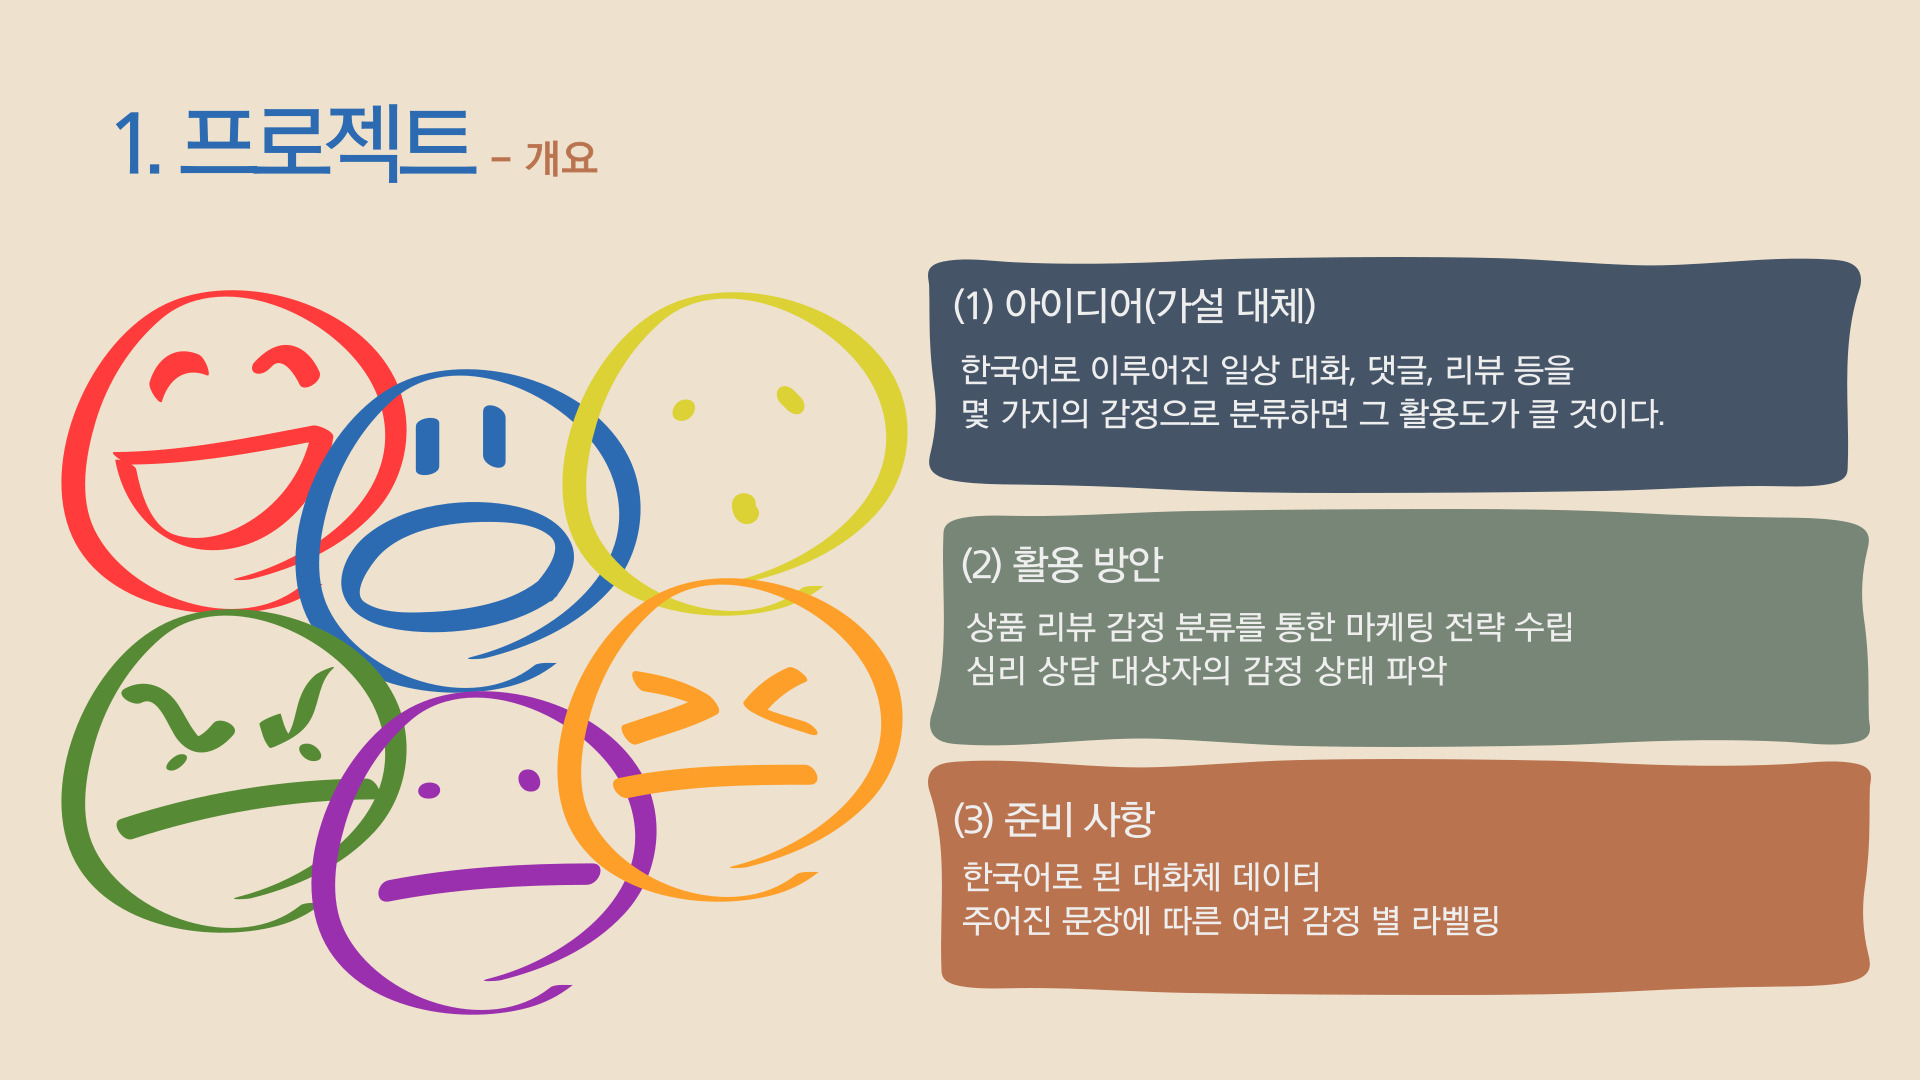 1. 프로젝트 – 개요
(1) 아이디어(가설 대체)
한국어로 이루어진 일상 대화, 댓글, 리뷰 등을
몇 가지의 감정으로 분류하면 그 활용도가 클 것이다.
(2) 활용 방안
상품 리뷰 감정 분류를 통한 마케팅 전략 수립
심리 상담 대상자의 감정 상태 파악
(3) 준비 사항
한국어로 된 대화체 데이터
주어진 문장에 따른 여러 감정 별 라벨링